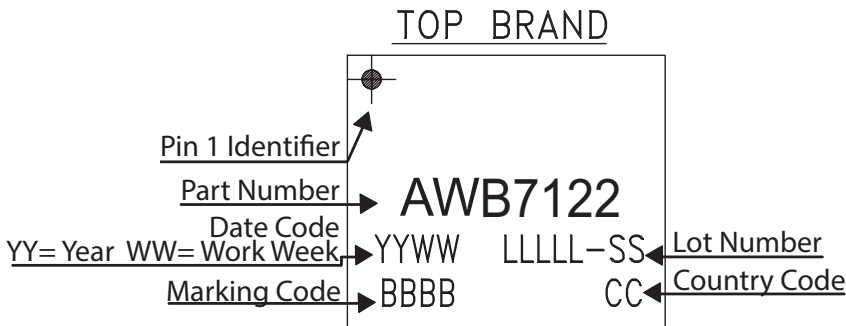 TOP BRAND
Pin 1 Identifier
Part Number
AWB7122
Date Code
YY= Year WW= Work Week
YYWW LLLLL-SS
Lot Number
Marking Code
BBBB CC
Country Code